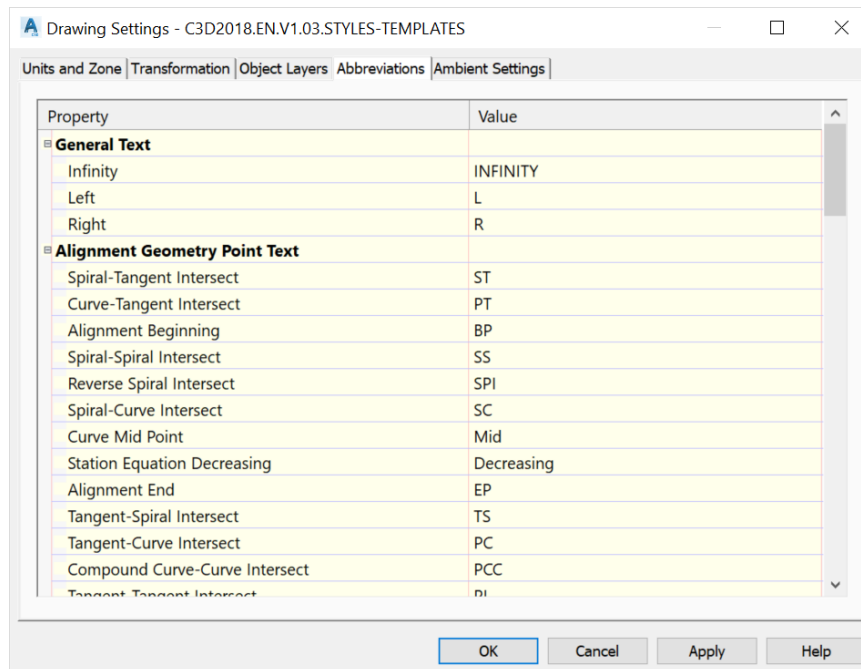 Drawing Settings - C3D2018.EN.V1.03.STYLES-TEMPLATES
Units and Zone Transformation Object Layers Abbreviations Ambient Settings
Property Value
General Text
Infinity INFINITY
Left L
Right R
Alignment Geometry Point Text
Spiral-Tangent Intersect ST
Curve-Tangent Intersect PT
Alignment Beginning BP
Spiral-Spiral Intersect SS
Reverse Spiral Intersect SPI
Spiral-Curve Intersect SC
Curve Mid Point Mid
Station Equation Decreasing Decreasing
Alignment End EP
Tangent-Spiral Intersect TS
Tangent-Curve Intersect PC
Compound Curve-Curve Intersect PCC
Tangent-Tangent Intersect PI
OK Cancel Apply Help